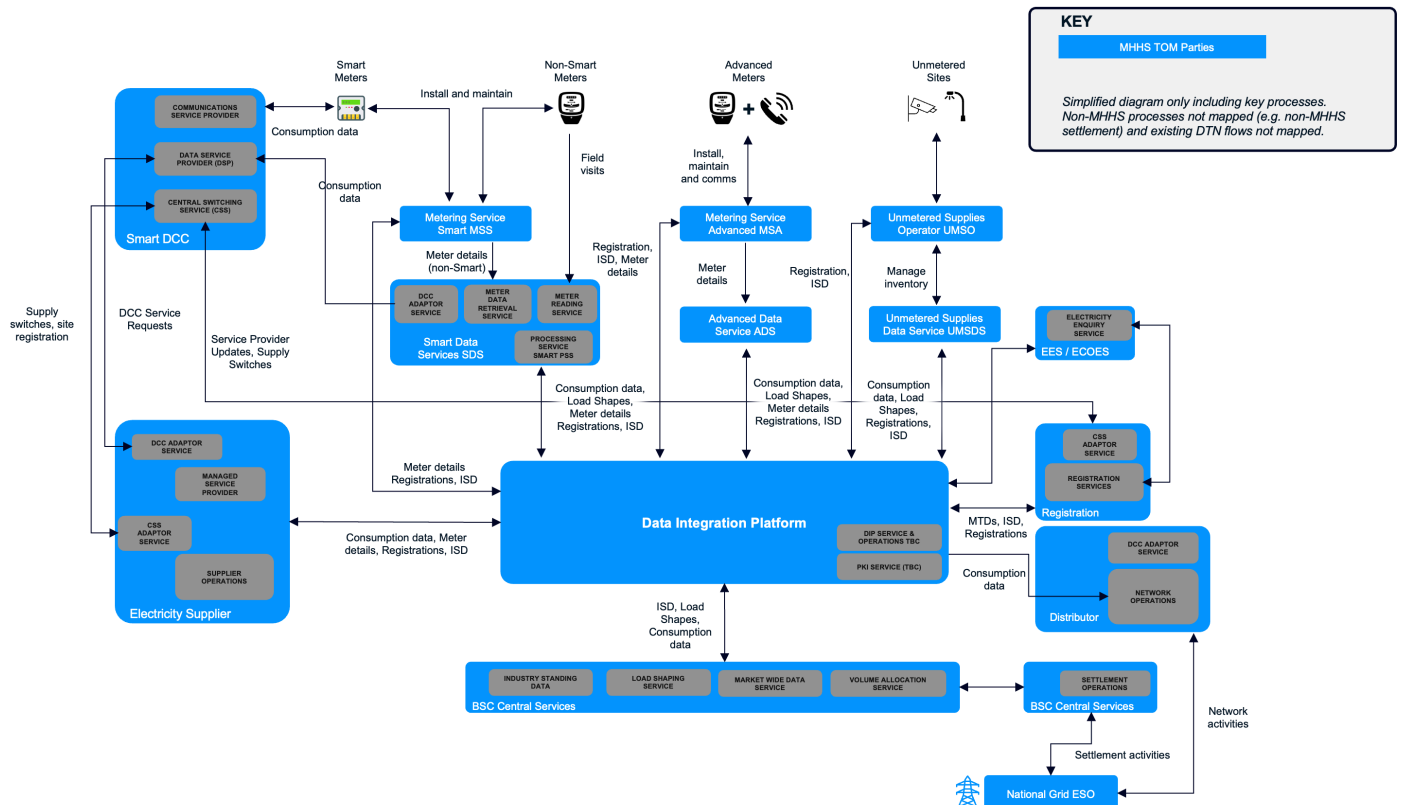 KEY
MHHS TOM Parties
Simplified diagram only including key processes.
Non-MHHS processes not mapped (e.g. non-MHHS
settlement) and existing DTN flows not mapped.
Smart
Meters
Non-Smart
Meters
Advanced
Meters
Unmetered
Sites
Install and maintain
Consumption data
COMMUNICATIONS
SERVICE PROVIDER
DATA SERVICE
PROVIDER (DSP)
CENTRAL SWITCHING
SERVICE (CSS)
Smart DCC
Consumption
data
Field
visits
Install,
maintain
and comms
Metering Service
Smart MSS
Metering Service
Advanced MSA
Unmetered Supplies
Operator UMSO
Meter details
(non-Smart)
Registration,
ISD, Meter
details
Meter
details
Registration,
ISD
Manage
inventory
DCC
ADAPTOR
SERVICE
METER
DATA
RETRIEVAL
SERVICE
METER
READING
SERVICE
PROCESSING
SERVICE
SMART PSS
Smart Data
Services SDS
Advanced Data
Service ADS
Unmetered Supplies
Data Service UMSDS
ELECTRICITY
ENQUIRY
SERVICE
EES / ECOES
Supply
switches, site
registration
DCC Service
Requests
Service Provider
Updates, Supply
Switches
Consumption data,
Load Shapes,
Meter details
Registrations, ISD
Consumption data,
Load Shapes,
Meter details
Registrations, ISD
Consumption
data, Load
Shapes,
Registrations,
ISD
DCC ADAPTOR
SERVICE
MANAGED
SERVICE
PROVIDER
CSS
ADAPTOR
SERVICE
SUPPLIER
OPERATIONS
Electricity Supplier
Meter details
Registrations, ISD
Consumption data, Meter
details, Registrations, ISD
Data Integration Platform
DIP SERVICE &
OPERATIONS TBC
PKI SERVICE (TBC)
CSS
ADAPTOR
SERVICE
REGISTRATION
SERVICES
Registration
MTDs, ISD,
Registrations
Consumption
data
DCC ADAPTOR
SERVICE
NETWORK
OPERATIONS
Distributor
ISD, Load
Shapes,
Consumption
data
INDUSTRY STANDING
DATA
LOAD SHAPING
SERVICE
MARKET WIDE DATA
SERVICE
VOLUME ALLOCATION
SERVICE
BSC Central Services
SETTLEMENT
OPERATIONS
BSC Central Services
Network
activities
Settlement activities
National Grid ESO